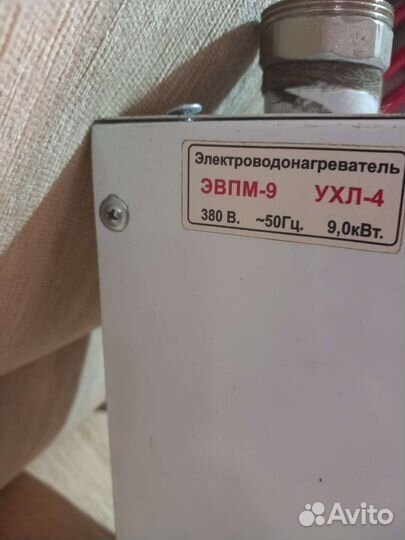 Электроводонагреватель
ЭВПМ-9 УХЛ-4
380 В. ~50Гц. 9,0кВт.
Avito